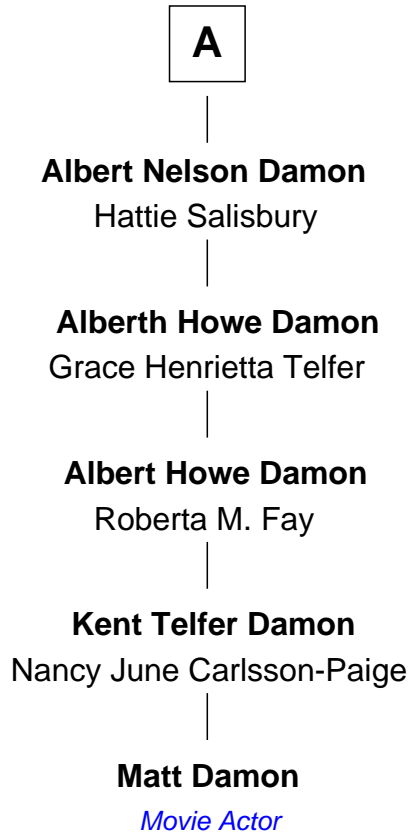 A
Albert Nelson Damon
Hattie Salisbury
Alberth Howe Damon
Grace Henrietta Telfer
Albert Howe Damon
Roberta M. Fay
Kent Telfer Damon
Nancy June Carlsson-Paige
Matt Damon
Movie Actor